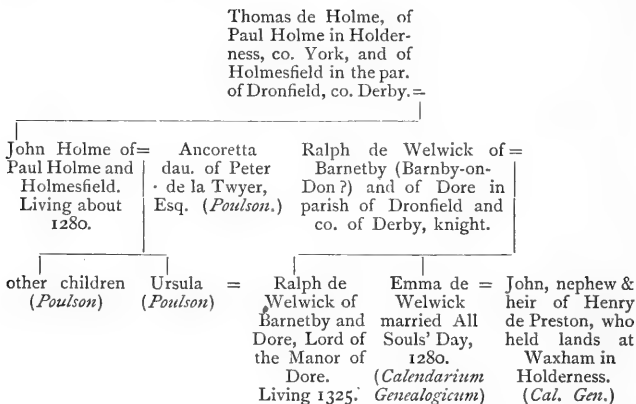 Thomas de Holme, of
Paul Holme in Holder-
ness, co. York, and of
Holmesfield in the par.
of Dronfield, co. Derby.=
John Holme of=
Paul Holme and
Holmesfield.
Living about
1280.
Ancoretta
dau. of Peter
de la Twyer,
Esq. (Poulson.)
Ralph de Welwick of=
Barnetby (Barnby-on-
Don?) and of Dore in
parish of Dronfield and
co. of Derby, knight.
other children
(Poulson)
Ursula =
(Poulson)
Ralph de
Welwick of
Barnetby and
Dore, Lord of
the Manor of
Dore.
Living 1325.
Emma de =
Welwick
married All
Souls' Day,
1280.
(Calendarium
Genealogicum)
John, nephew &
heir of Henry
de Preston, who
held lands at
Waxham in
Holderness.
(Cal. Gen.)